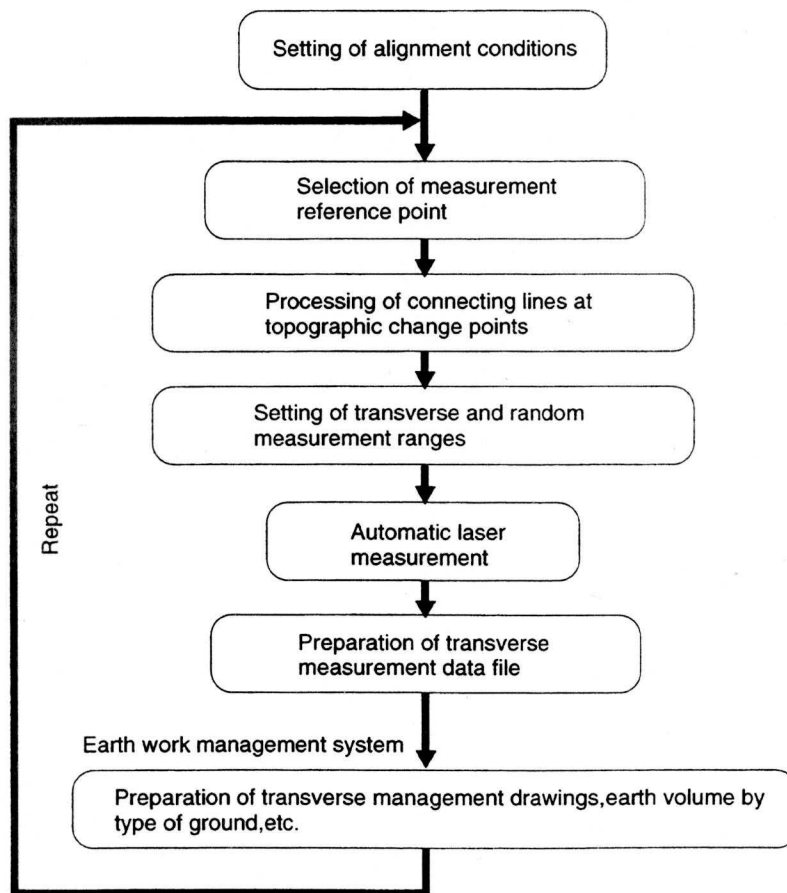 Setting of alignment conditions
Selection of measurement
reference point
Processing of connecting lines at
topographic change points
Setting of transverse and random
measurement ranges
Repeat
Automatic laser
measurement
Preparation of transverse
measurement data file
Earth work management system
Preparation of transverse management drawings,earth volume by
type of ground,etc.